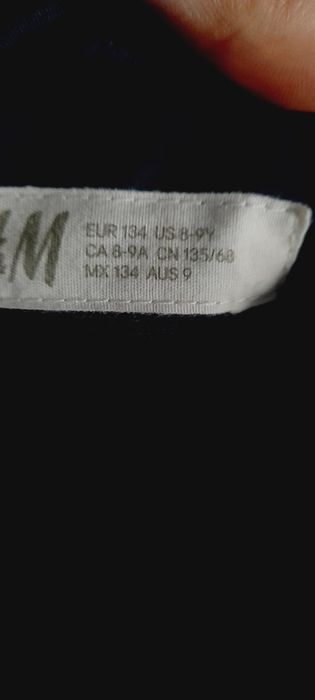 &M
EUR 134 US 8-9Y
CA 8-9A CN 135/68
MX 134 AUS 9